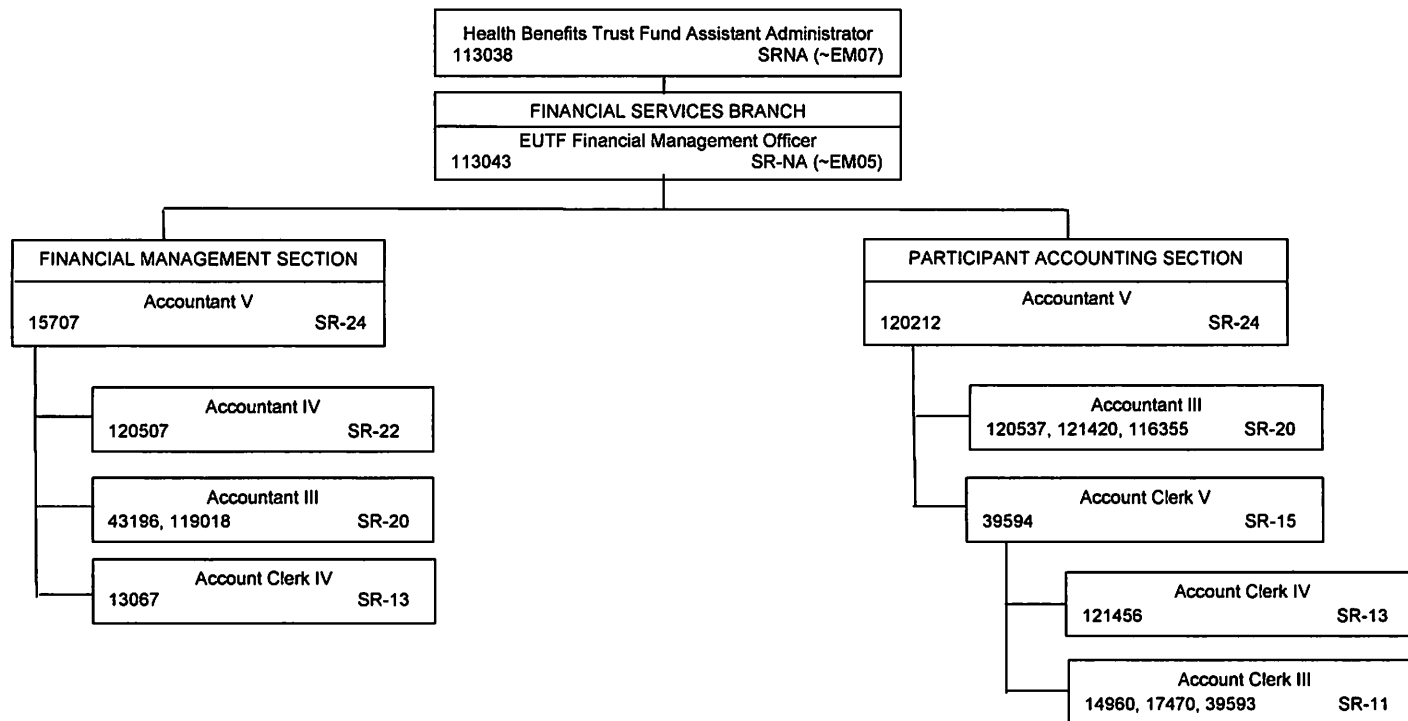 Health Benefits Trust Fund Assistant Administrator
113038 SRNA (~EM07)
FINANCIAL SERVICES BRANCH
EUTF Financial Management Officer
113043 SR-NA (~EM05)
FINANCIAL MANAGEMENT SECTION
Accountant V
15707 SR-24
Accountant IV
120507 SR-22
Accountant III
43196, 119018 SR-20
Account Clerk IV
13067 SR-13
PARTICIPANT ACCOUNTING SECTION
Accountant V
120212 SR-24
Accountant III
120537, 121420, 116355 SR-20
Account Clerk V
39594 SR-15
Account Clerk IV
121456 SR-13
Account Clerk III
14960, 17470, 39593 SR-11